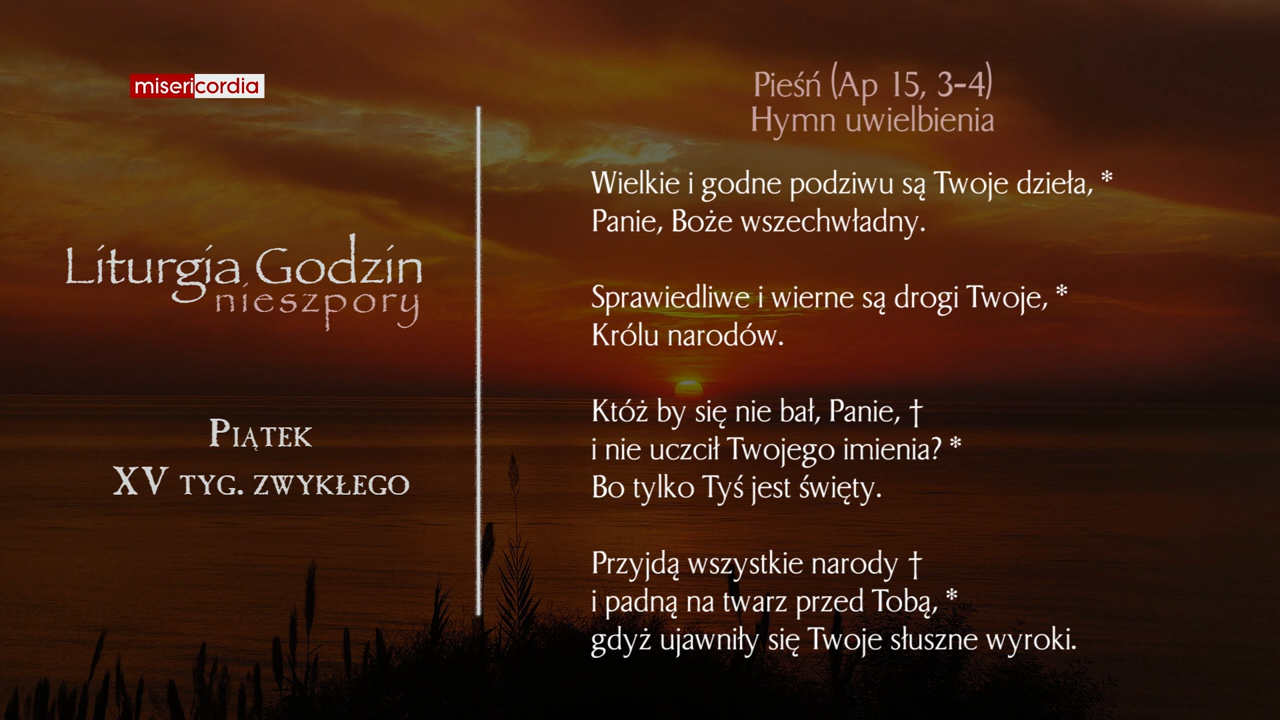 misericordia
Liturgia Godzin
nieszpory
Piątek
XV tyg. zwykłego
Pieśń (Ap 15, 3-4)
Hymn uwielbienia
Wielkie i godne podziwu są Twoje dzieła, *
Panie, Boże wszechwładny.
Sprawiedliwe i wierne są drogi Twoje, *
Królu narodów.
Któż by się nie bał, Panie, †
i nie uczcił Twojego imienia? *
Bo tylko Tyś jest święty.
Przyjdą wszystkie narody †
i padną na twarz przed Tobą, *
gdyż ujawniły się Twoje słuszne wyroki.